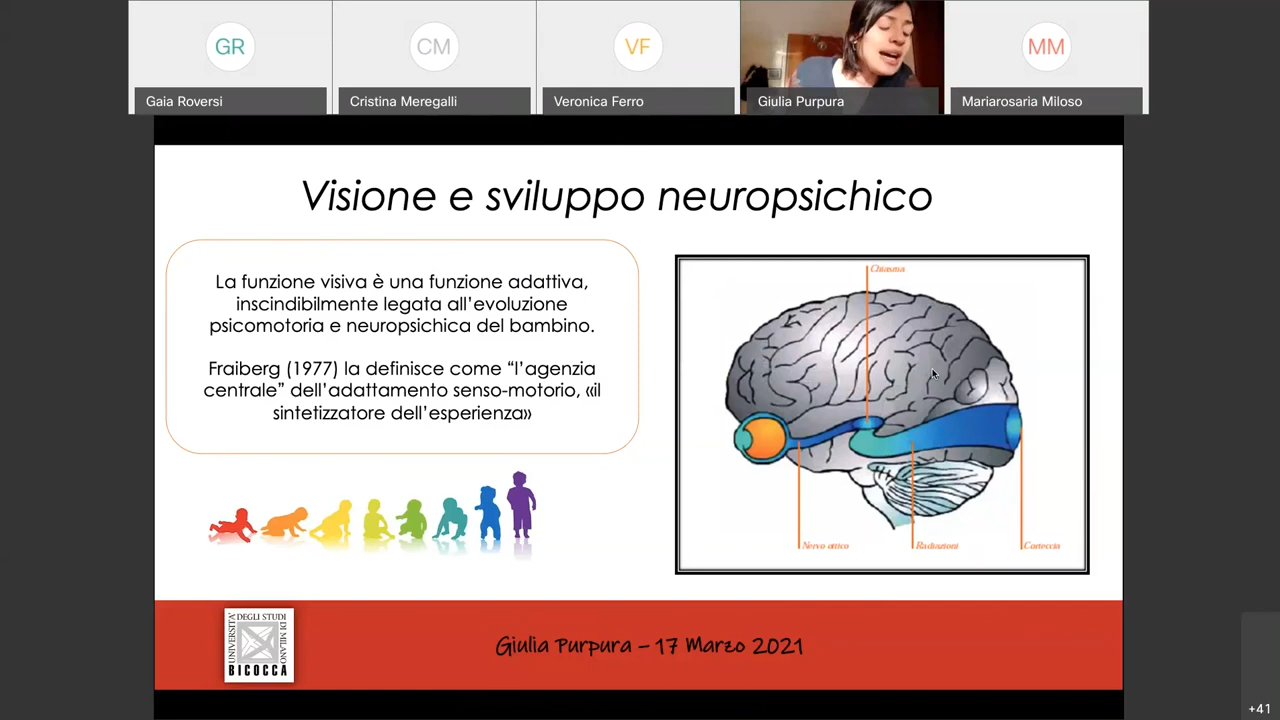 GR
CM
VF
MM
Gaia Roversi
Cristina Meregalli
Veronica Ferro
Giulia Purpura
Mariarosaria Miloso
Visione e sviluppo neuropsichico
La funzione visiva è una funzione adattiva,
inscindibilmente legata all’evoluzione
psicomotoria e neuropsichica del bambino.
Fraiberg (1977) la definisce come “l’agenzia
centrale” dell’adattamento senso-motorio, «il
sintetizzatore dell’esperienza»
Chiasma
Nervo ottico
Radiazioni
Corteccia
UNIVERSITA’
DEGLI STUDI
DI MILANO
BICOCCA
Giulia Purpura – 17 Marzo 2021
+41